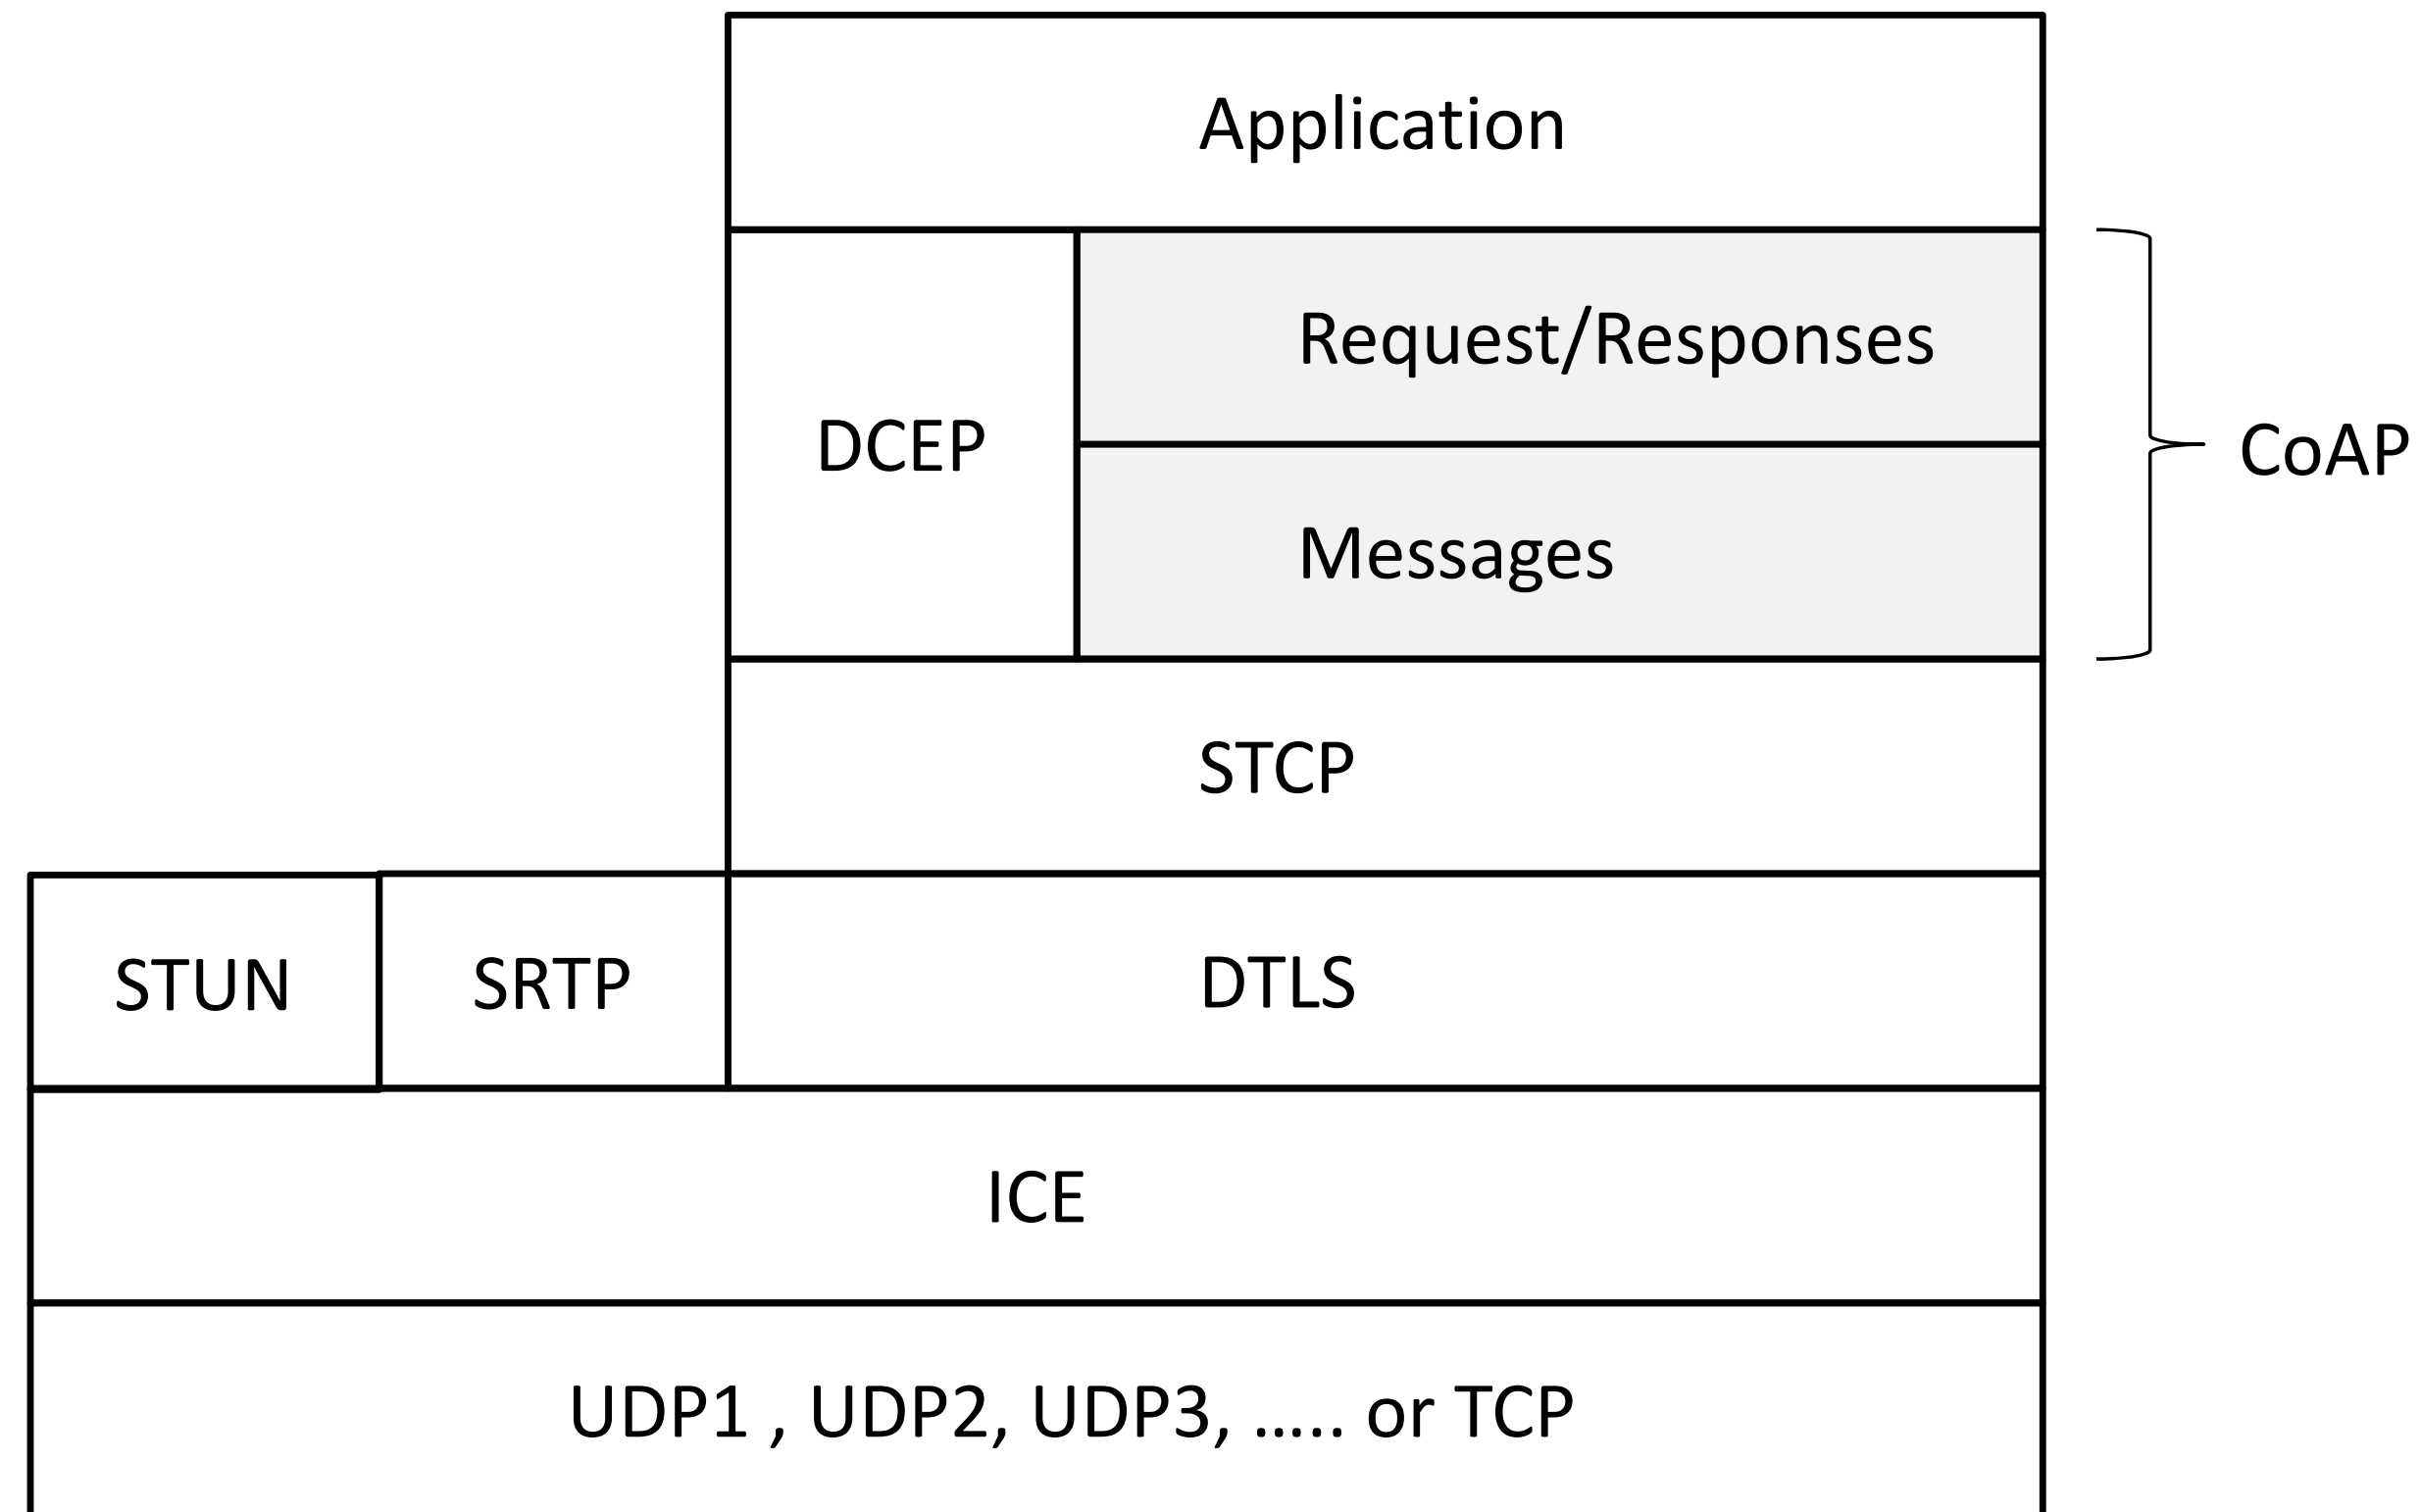 Application
Request/Responses
DCEP
CoAP
Messages
STCP
STUN
SRTP
DTLS
ICE
UDP1 , UDP2, UDP3, ..... or TCP